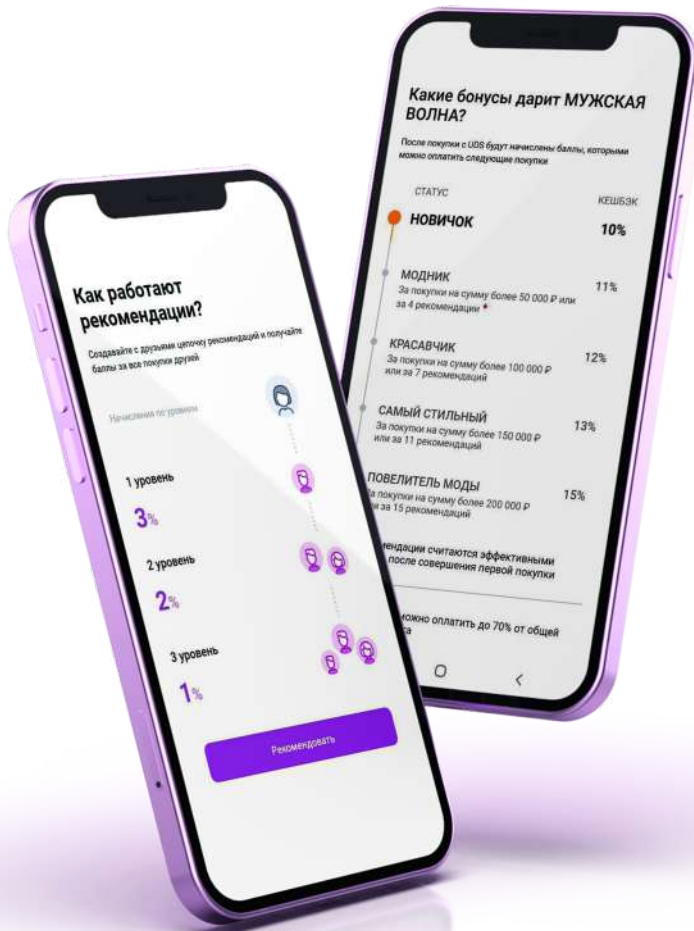 Как работают
рекомендации?
Создавайте с друзьями цепочку рекомендаций и получайте
баллы за все покупки друзей
Начисления по уровням
1 уровень
3%
2 уровень
2%
3 уровень
1%
Рекомендовать
Какие бонусы дарит МУЖСКАЯ
ВОЛНА?
После покупки с UDS будут начислены баллы, которыми
можно оплатить следующие покупки
СТАТУС
КЕШБЭК
НОВИЧОК
10%
МОДНИК
11%
За покупки на сумму более 50 000 ₽ или
за 4 рекомендации *
КРАСАВЧИК
12%
За покупки на сумму более 100 000 ₽
или за 7 рекомендаций
САМЫЙ СТИЛЬНЫЙ
13%
За покупки на сумму более 150 000 ₽
или за 11 рекомендаций
ПОВЕЛИТЕЛЬ МОДЫ
15%
а покупки на сумму более 200 000 ₽
или за 15 рекомендаций
мендации считаются эффективными
после совершения первой покупки
можно оплатить до 70% от общей